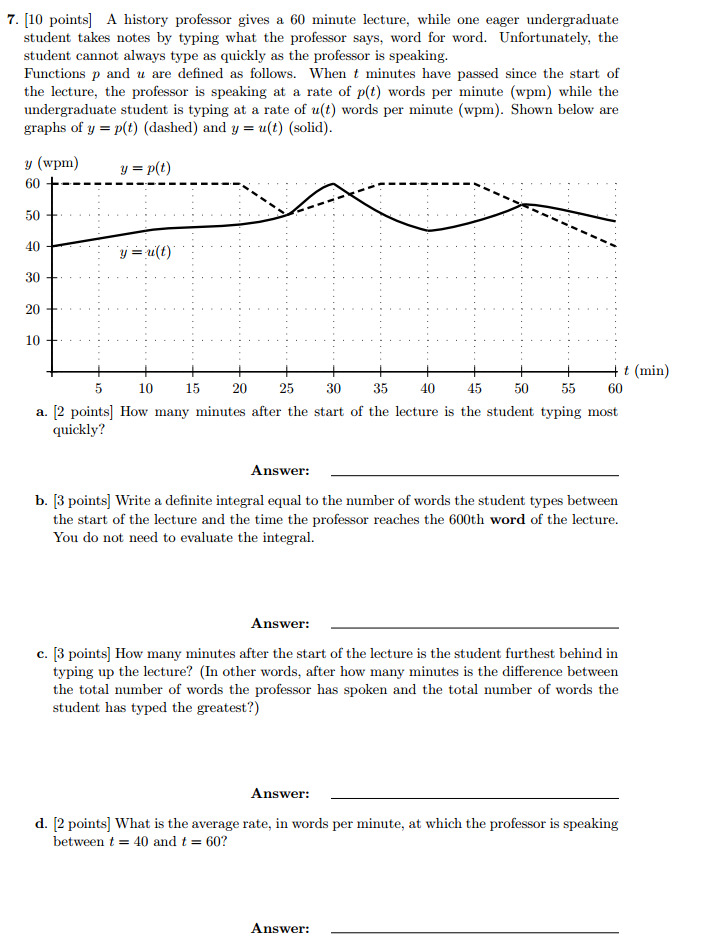 7. [10 points] A history professor gives a 60 minute lecture, while one eager undergraduate
student takes notes by typing what the professor says, word for word. Unfortunately, the
student cannot always type as quickly as the professor is speaking.
Functions p and u are defined as follows. When t minutes have passed since the start of
the lecture, the professor is speaking at a rate of p(t) words per minute (wpm) while the
undergraduate student is typing at a rate of u(t) words per minute (wpm). Shown below are
graphs of y = p(t) (dashed) and y = u(t) (solid).
y (wpm)
y = p(t)
60
50
40
y = u(t)
30
20
10
t (min)
5 10 15 20 25 30 35 40 45 50 55 60
a. [2 points] How many minutes after the start of the lecture is the student typing most
quickly?
Answer:
b. [3 points] Write a definite integral equal to the number of words the student types between
the start of the lecture and the time the professor reaches the 600th word of the lecture.
You do not need to evaluate the integral.
Answer:
c. [3 points] How many minutes after the start of the lecture is the student furthest behind in
typing up the lecture? (In other words, after how many minutes is the difference between
the total number of words the professor has spoken and the total number of words the
student has typed the greatest?)
Answer:
d. [2 points] What is the average rate, in words per minute, at which the professor is speaking
between t = 40 and t = 60?
Answer: